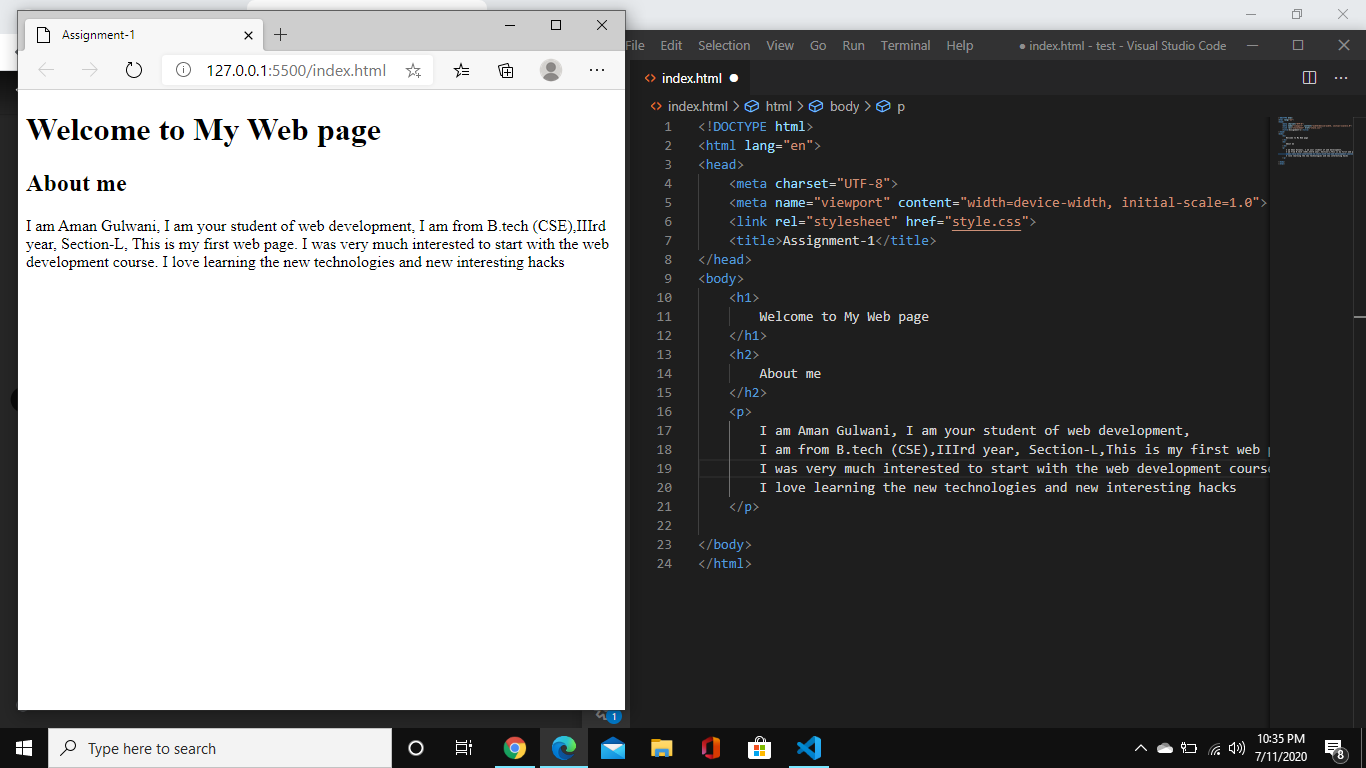 Assignment-1
127.0.0.1:5500/index.html
Welcome to My Web page
About me
I am Aman Gulwani, I am your student of web development, I am from B.tech (CSE),IIIrd
year, Section-L, This is my first web page. I was very much interested to start with the web
development course. I love learning the new technologies and new interesting hacks
File Edit Selection View Go Run Terminal Help ● index.html - test - Visual Studio Code
<> index.html ●
<> index.html > html > body > p
1 <!DOCTYPE html>
2 <html lang="en">
3 <head>
4 <meta charset="UTF-8">
5 <meta name="viewport" content="width=device-width, initial-scale=1.0">
6 <link rel="stylesheet" href="style.css">
7 <title>Assignment-1</title>
8 </head>
9 <body>
10 <h1>
11 Welcome to My Web page
12 </h1>
13 <h2>
14 About me
15 </h2>
16 <p>
17 I am Aman Gulwani, I am your student of web development,
18 I am from B.tech (CSE),IIIrd year, Section-L,This is my first web
19 I was very much interested to start with the web development cours
20 I love learning the new technologies and new interesting hacks
21 </p>
22
23 </body>
24 </html>
1
Type here to search
10:35 PM
7/11/2020
8